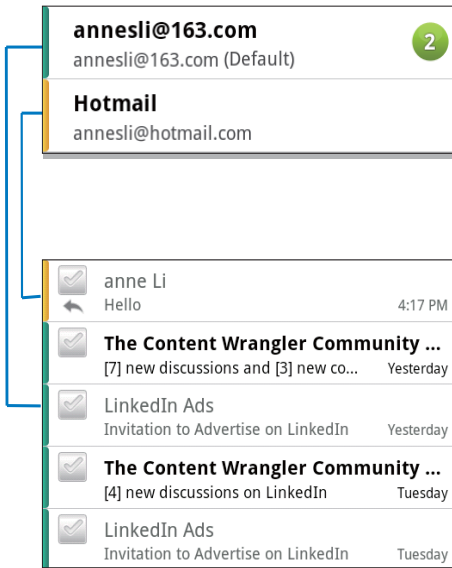 annesli@163.com
annesli@163.com (Default)
2
Hotmail
annesli@hotmail.com
anne Li
Hello 4:17 PM
The Content Wrangler Community ...
[7] new discussions and [3] new co... Yesterday
LinkedIn Ads
Invitation to Advertise on LinkedIn Yesterday
The Content Wrangler Community ...
[4] new discussions on LinkedIn Tuesday
LinkedIn Ads
Invitation to Advertise on LinkedIn Tuesday